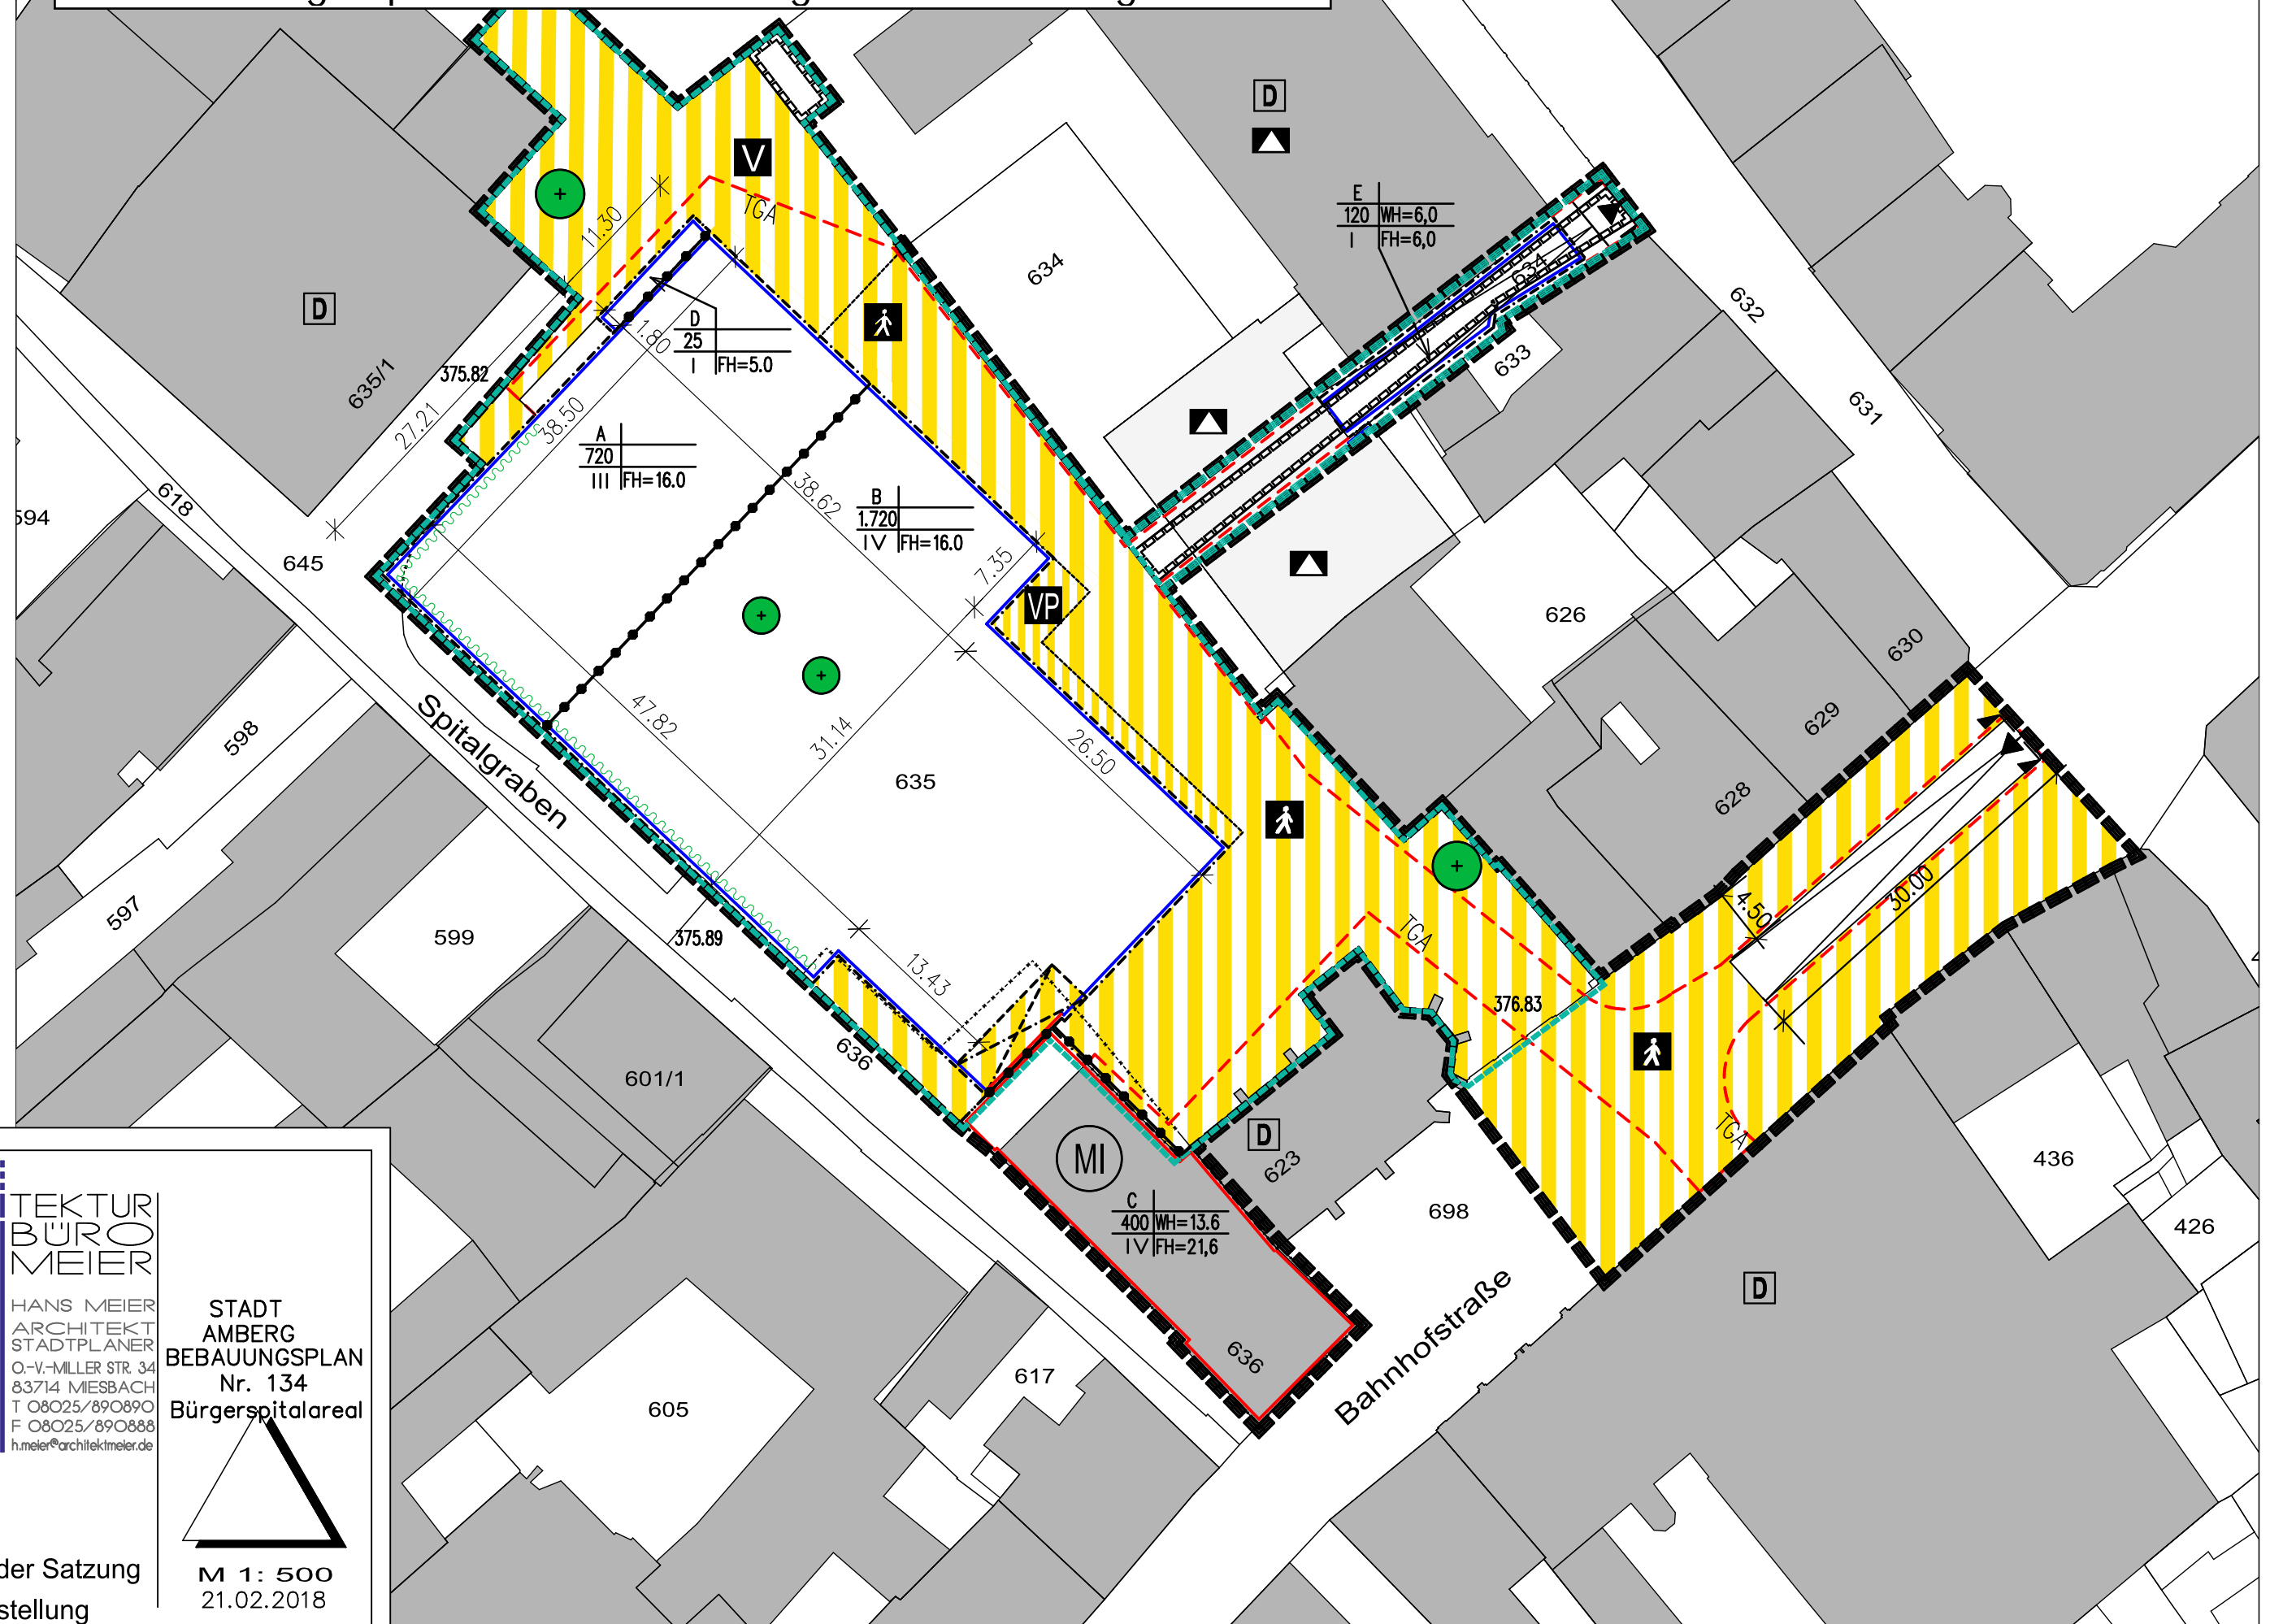 V
D
TGA
11.30
D
25
I FH=5.0
1.80
E
120 WH=6,0
I FH=6,0
634
634
633
632
631
D
635/1
375.82
27.21
38.50
A
720
III FH=16.0
38.62
B
1.720
IV FH=16.0
7.35
VP
594
618
645
626
630
629
628
598
Spitalgraben
47.82
31.14
635
26.50
597
599
375.89
13.43
TGA
4.50
30.00
376.83
636
601/1
MI
D
623
TGA
C
400 WH=13.6
IV FH=21,6
698
436
426
D
636
Bahnhofstraße
617
605
TEKTUR
BÜRO
MEIER
HANS MEIER
ARCHITEKT
STADTPLANER
O.-V.-MILLER STR. 34
83714 MIESBACH
T 08025/890890
F 08025/890888
h.meier@architektmeier.de
STADT
AMBERG
BEBAUUNGSPLAN
Nr. 134
Bürgerspitalareal
M 1: 500
21.02.2018
der Satzung
stellung